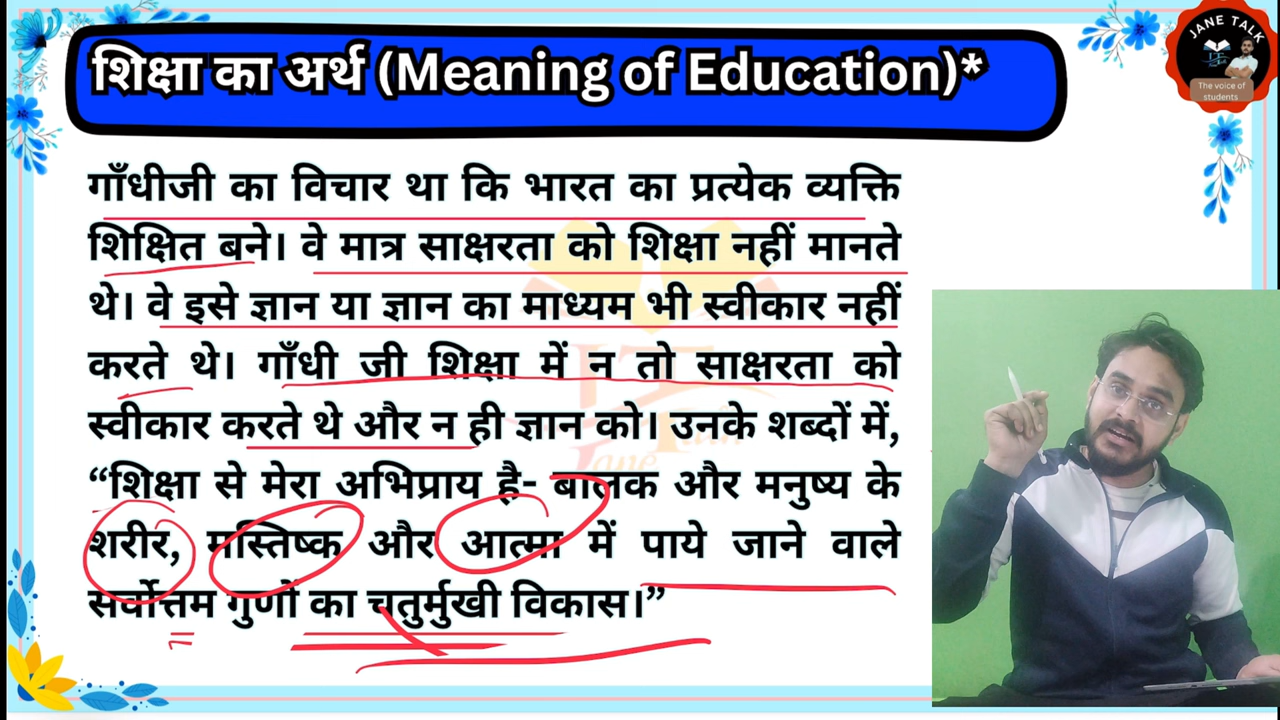 शिक्षा का अर्थ (Meaning of Education)*
JANE TALK
The voice of
students
गाँधीजी का विचार था कि भारत का प्रत्येक व्यक्ति
शिक्षित बने। वे मात्र साक्षरता को शिक्षा नहीं मानते
थे। वे इसे ज्ञान या ज्ञान का माध्यम भी स्वीकार नहीं
करते थे। गाँधी जी शिक्षा में न तो साक्षरता को
स्वीकार करते थे और न ही ज्ञान को। उनके शब्दों में,
“शिक्षा से मेरा अभिप्राय है- बालक और मनुष्य के
शरीर, मस्तिष्क और आत्मा में पाये जाने वाले
सर्वोत्तम गुणों का चतुर्मुखी विकास।”